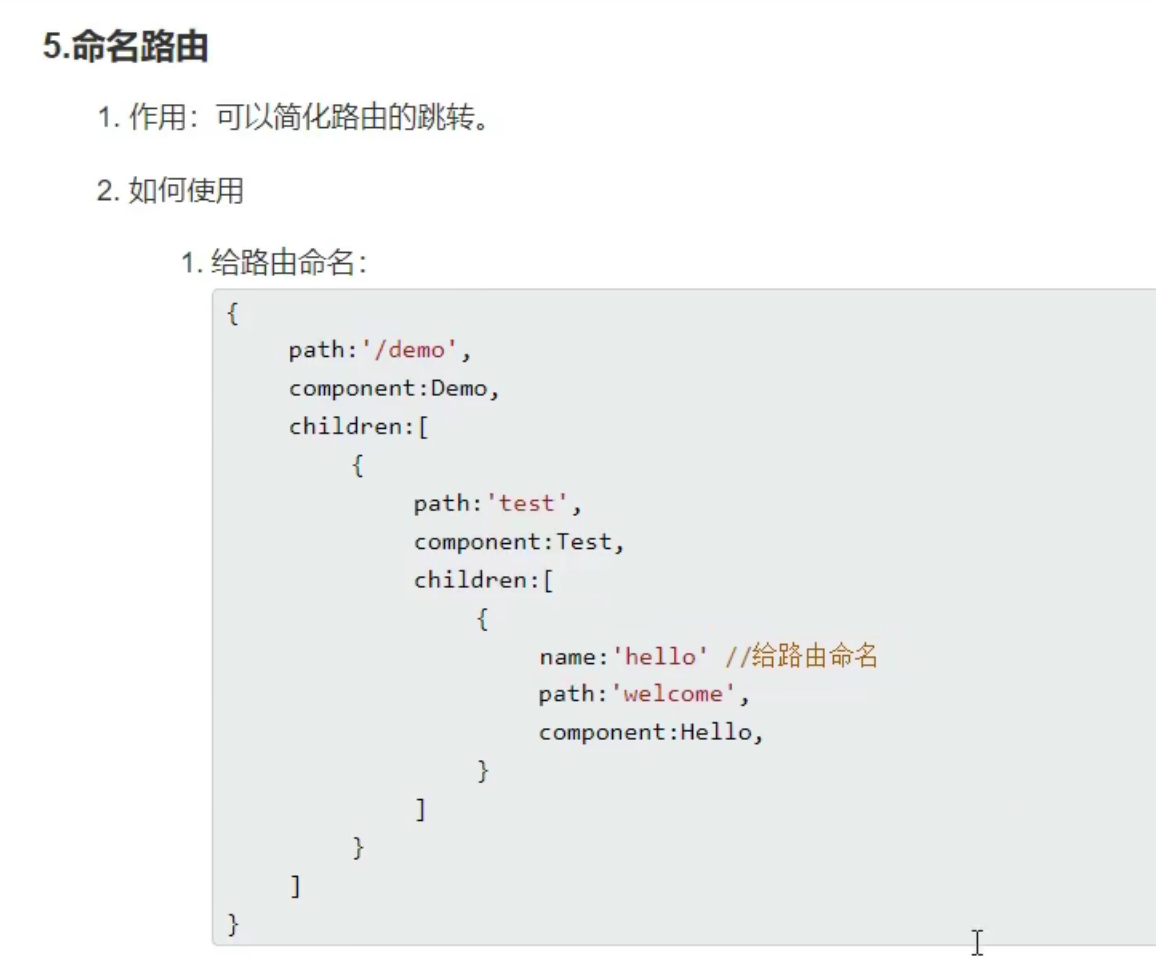 5.命名路由
1. 作用：可以简化路由的跳转。
2. 如何使用
1. 给路由命名：
{
path:'/demo',
component:Demo,
children:[
{
path:'test',
component:Test,
children:[
{
name:'hello' //给路由命名
path:'welcome',
component:Hello,
}
]
}
]
}